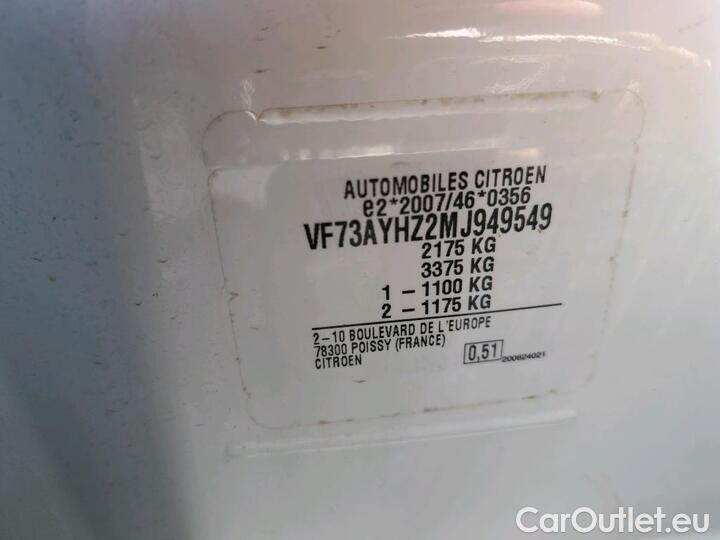 AUTOMOBILES CITROEN
e2*2007/46*0356
VF73AYHZ2MJ949549
2175 KG
3375 KG
1 – 1100 KG
2 – 1175 KG
2 – 10 BOULEVARD DE L'EUROPE
78300 POISSY (FRANCE)
CITROEN
0,51
200624021
CarOutlet.eu